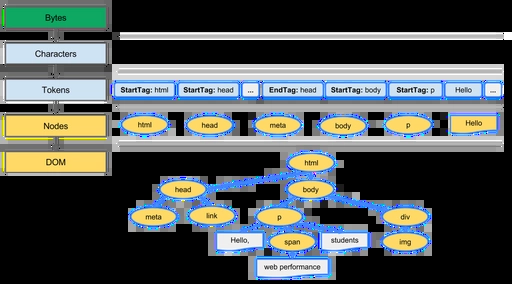 Bytes
Characters
Tokens
StartTag: html StartTag: head ... EndTag: head StartTag: body StartTag: p Hello ...
Nodes
html head meta body p Hello
DOM
html
head body
meta link p div
Hello, span students img
web performance